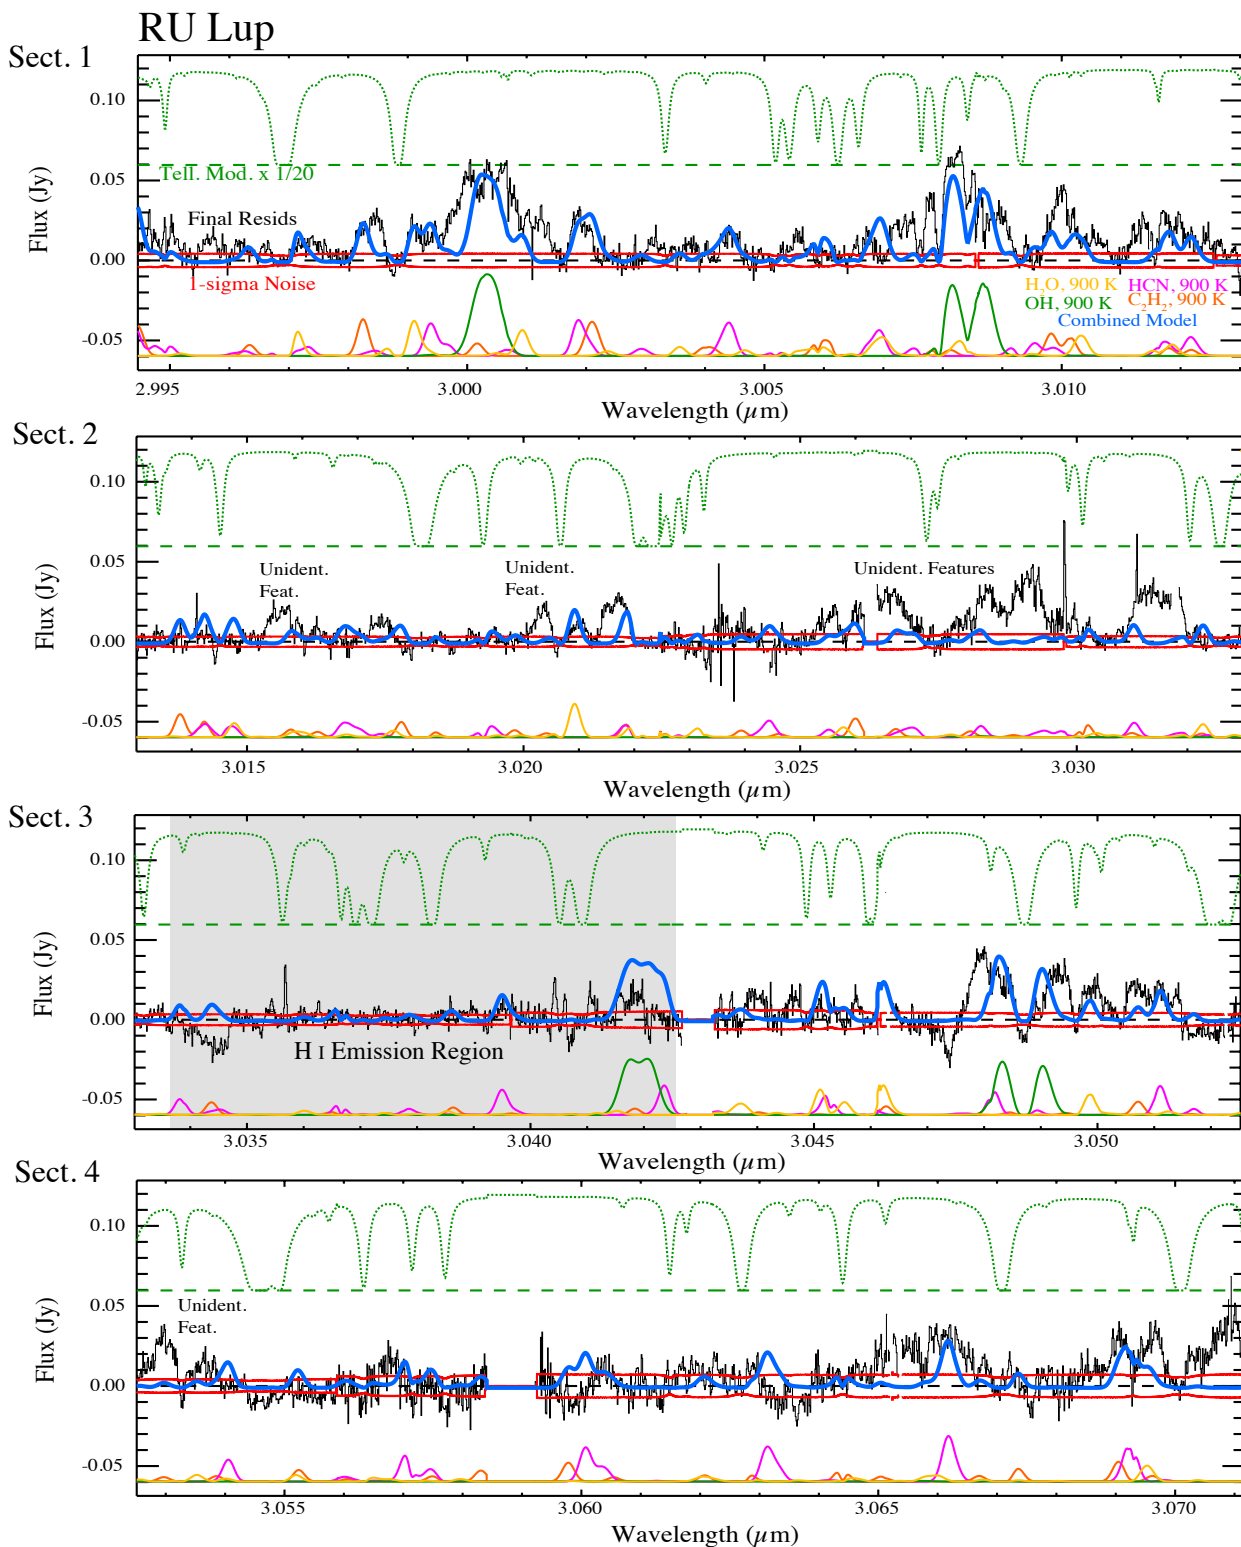 RU Lup
Sect. 1
0.10
0.05
0.00
-0.05
Flux (Jy)
Tell. Mod. x 1/20
Final Resids
1-sigma Noise
H₂O, 900 K
HCN, 900 K
OH, 900 K
C₂H₂, 900 K
Combined Model
2.995
3.000
3.005
3.010
Wavelength (μm)
Sect. 2
0.10
0.05
0.00
-0.05
Flux (Jy)
Unident.
Feat.
Unident.
Feat.
Unident. Features
3.015
3.020
3.025
3.030
Wavelength (μm)
Sect. 3
0.10
0.05
0.00
-0.05
Flux (Jy)
H I Emission Region
3.035
3.040
3.045
3.050
Wavelength (μm)
Sect. 4
0.10
0.05
0.00
-0.05
Flux (Jy)
Unident.
Feat.
3.055
3.060
3.065
3.070
Wavelength (μm)